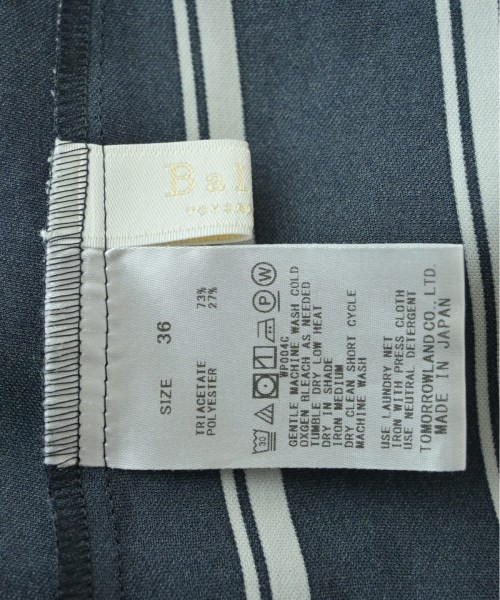 B a l
SIZE 36
TRIACETATE 73%
POLYESTER 27%
30
P W
WP004C
GENTLE MACHINE WASH COLD
OXGEN BLEACH AS NEEDED
TUMBLE DRY LOW HEAT
DRY IN SHADE
IRON MEDIUM
DRY CLEAN SHORT CYCLE
MACHINE WASH
USE LAUNDRY NET
IRON WITH PRESS CLOTH
USE NEUTRAL DETERGENT
TOMORROWLAND CO., LTD.
MADE IN JAPAN